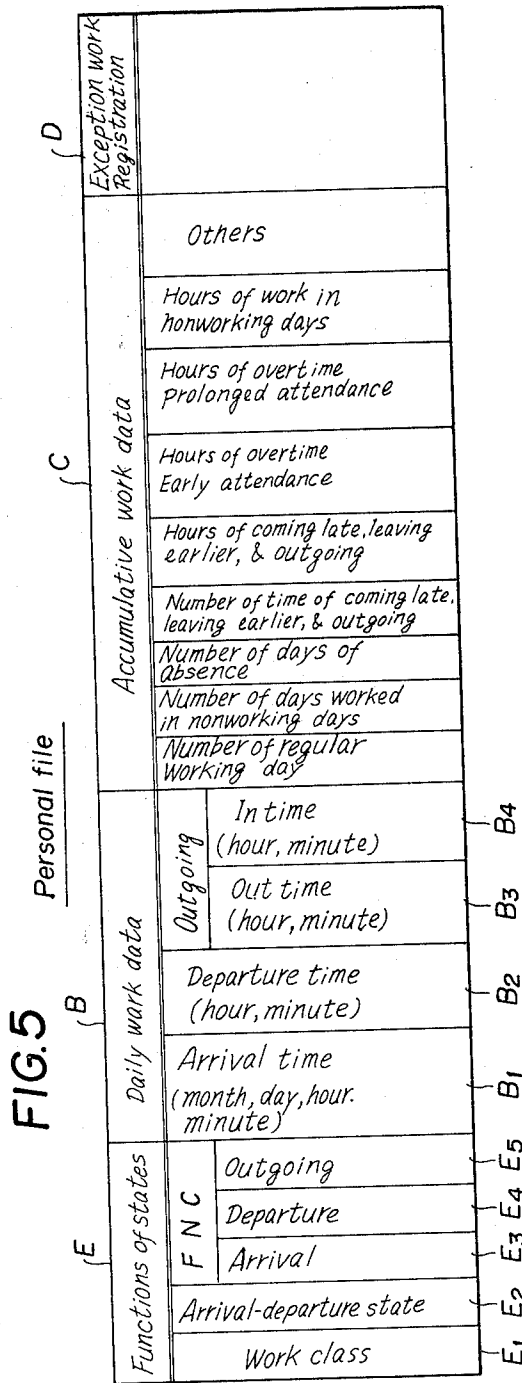 FIG.5
Personal file
E
B
C
D
Functions of states
Daily work data
Accumulative work data
Exception work
Registration
Work class
Arrival-departure state
F N C
Arrival
Departure
Outgoing
Arrival time
(month, day, hour.
minute)
Departure time
(hour, minute)
Outgoing
Out time
(hour, minute)
In time
(hour, minute)
Number of regular
Working day
Number of days worked
in nonworking days
Number of days of
absence
Number of time of coming late,
leaving earlier, & outgoing
Hours of coming late, leaving
earlier, & outgoing
Hours of overtime
Early attendance
Hours of overtime
Prolonged attendance
Hours of work in
honworking days
Others
E1
E2
E3
E4
E5
B1
B2
B3
B4